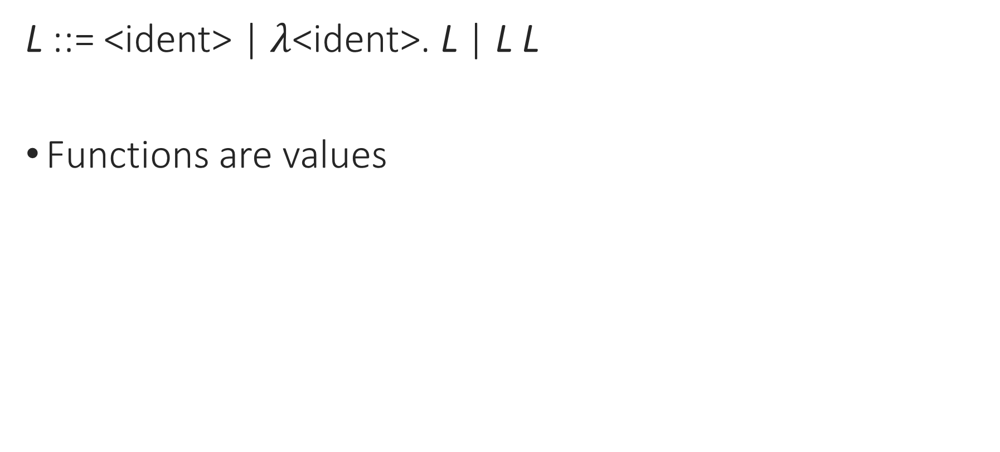 L ::= <ident> | λ<ident>. L | L L
• Functions are values